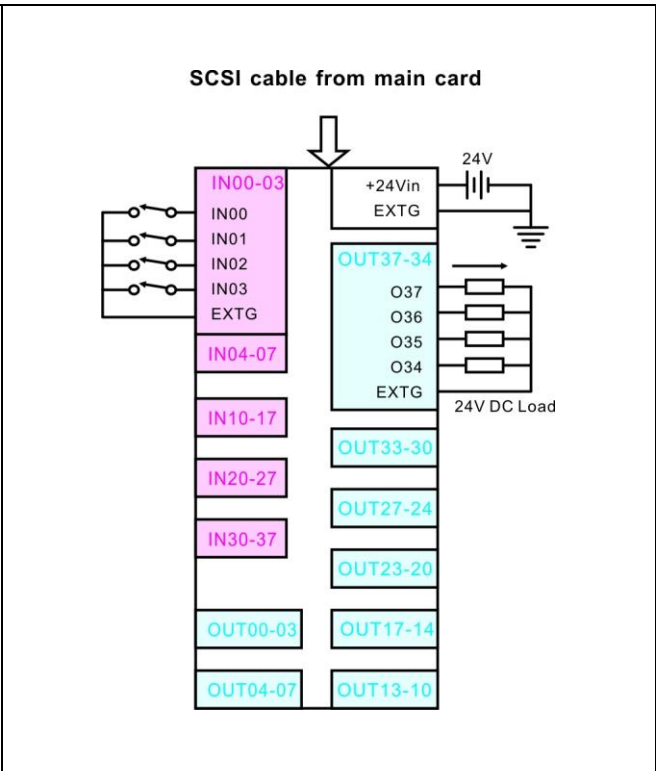 SCSI cable from main card
24V
IN00-03
IN00
IN01
IN02
IN03
EXTG
IN04-07
IN10-17
IN20-27
IN30-37
OUT00-03
OUT04-07
+24Vin
EXTG
OUT37-34
O37
O36
O35
O34
EXTG
24V DC Load
OUT33-30
OUT27-24
OUT23-20
OUT17-14
OUT13-10